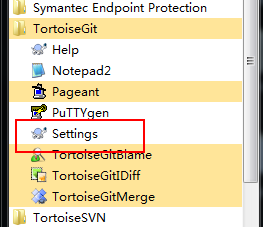 Symantec Endpoint Protection
TortoiseGit
Help
Notepad2
Pageant
PuTTYgen
Settings
TortoiseGitBlame
TortoiseGitIDiff
TortoiseGitMerge
TortoiseSVN